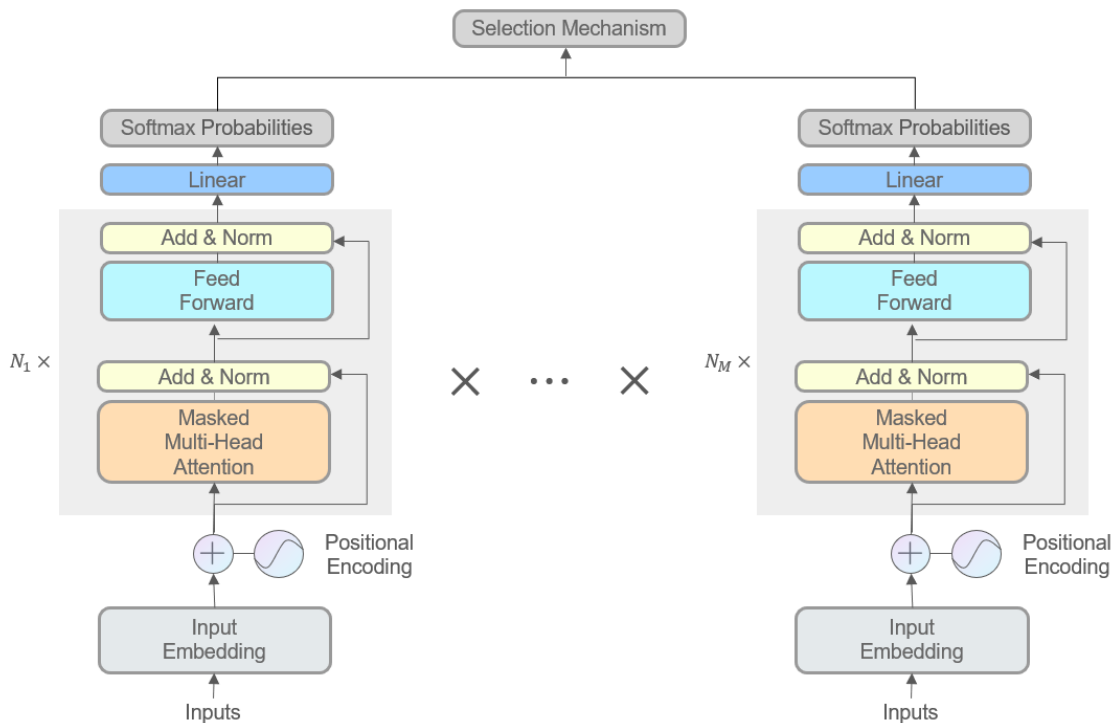 Selection Mechanism
Softmax Probabilities
Linear
Add & Norm
Feed
Forward
N₁ ×
Add & Norm
Masked
Multi-Head
Attention
Positional
Encoding
Input
Embedding
Inputs
× ··· ×
Softmax Probabilities
Linear
Add & Norm
Feed
Forward
N_M ×
Add & Norm
Masked
Multi-Head
Attention
Positional
Encoding
Input
Embedding
Inputs